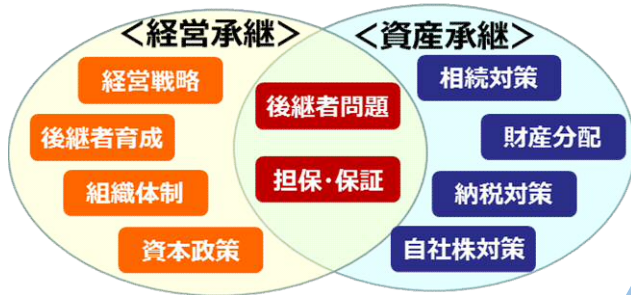 ＜経営承継＞
経営戦略
後継者育成
組織体制
資本政策
後継者問題
担保・保証
＜資産承継＞
相続対策
財産分配
納税対策
自社株対策